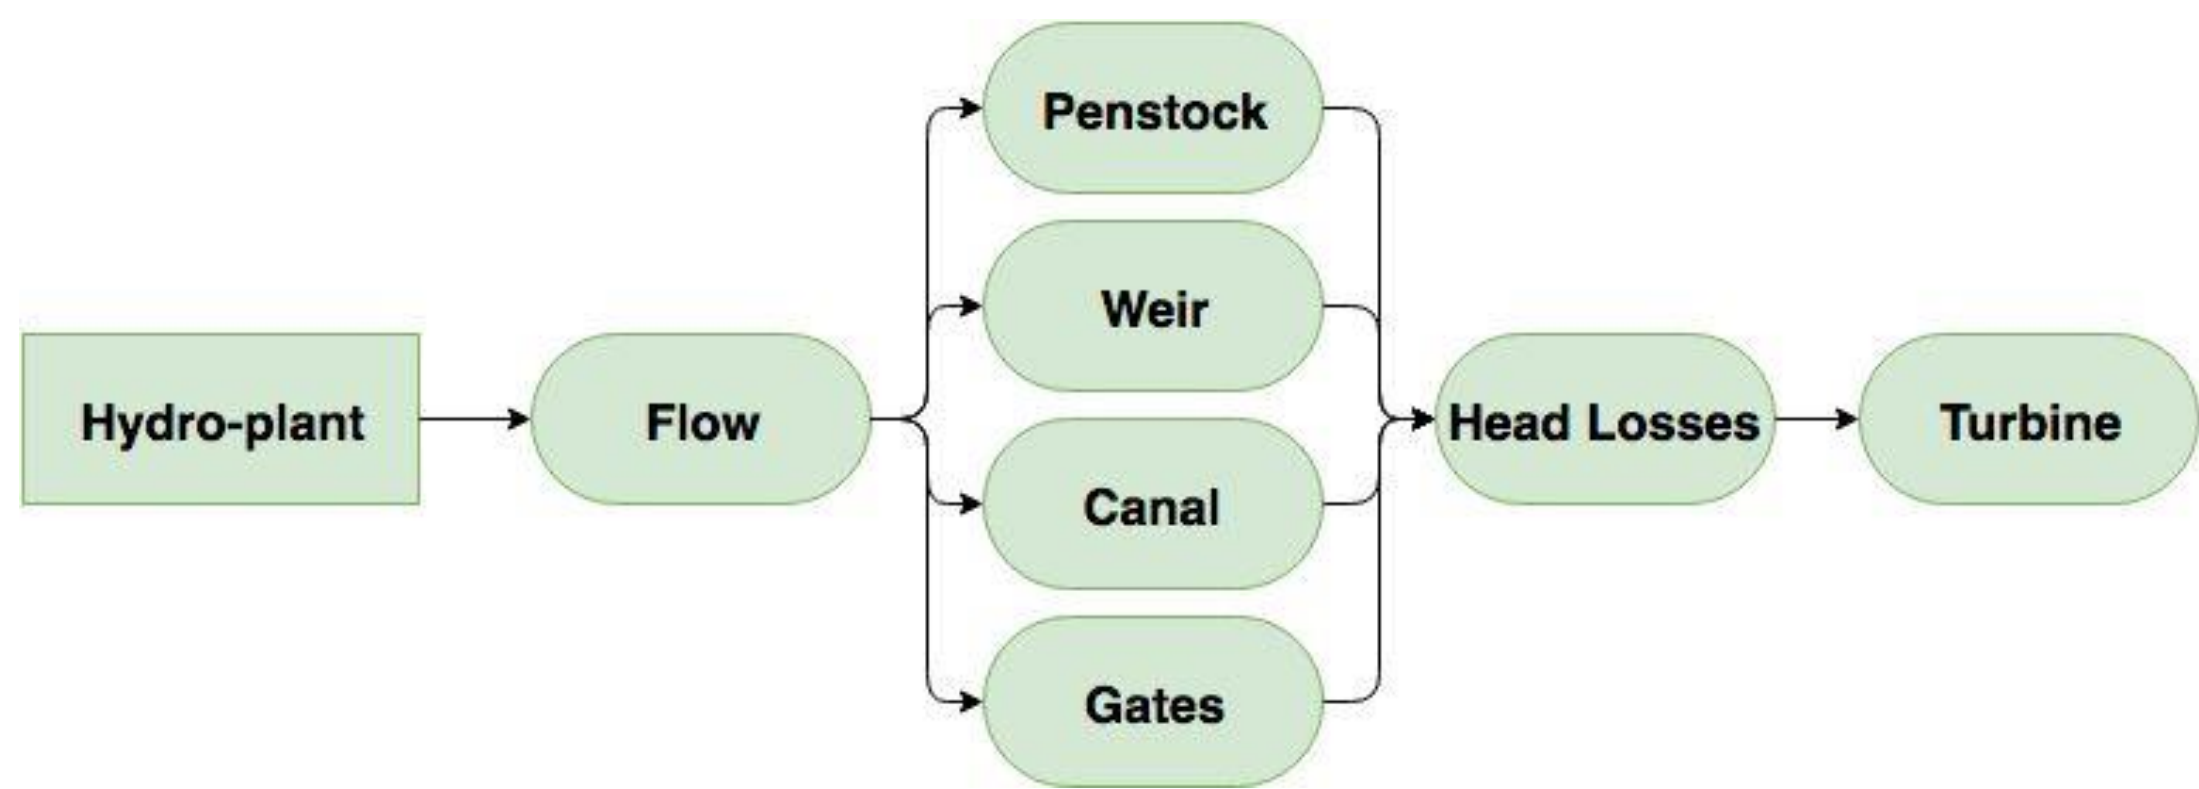 Hydro-plant
Flow
Penstock
Weir
Canal
Gates
Head Losses
Turbine